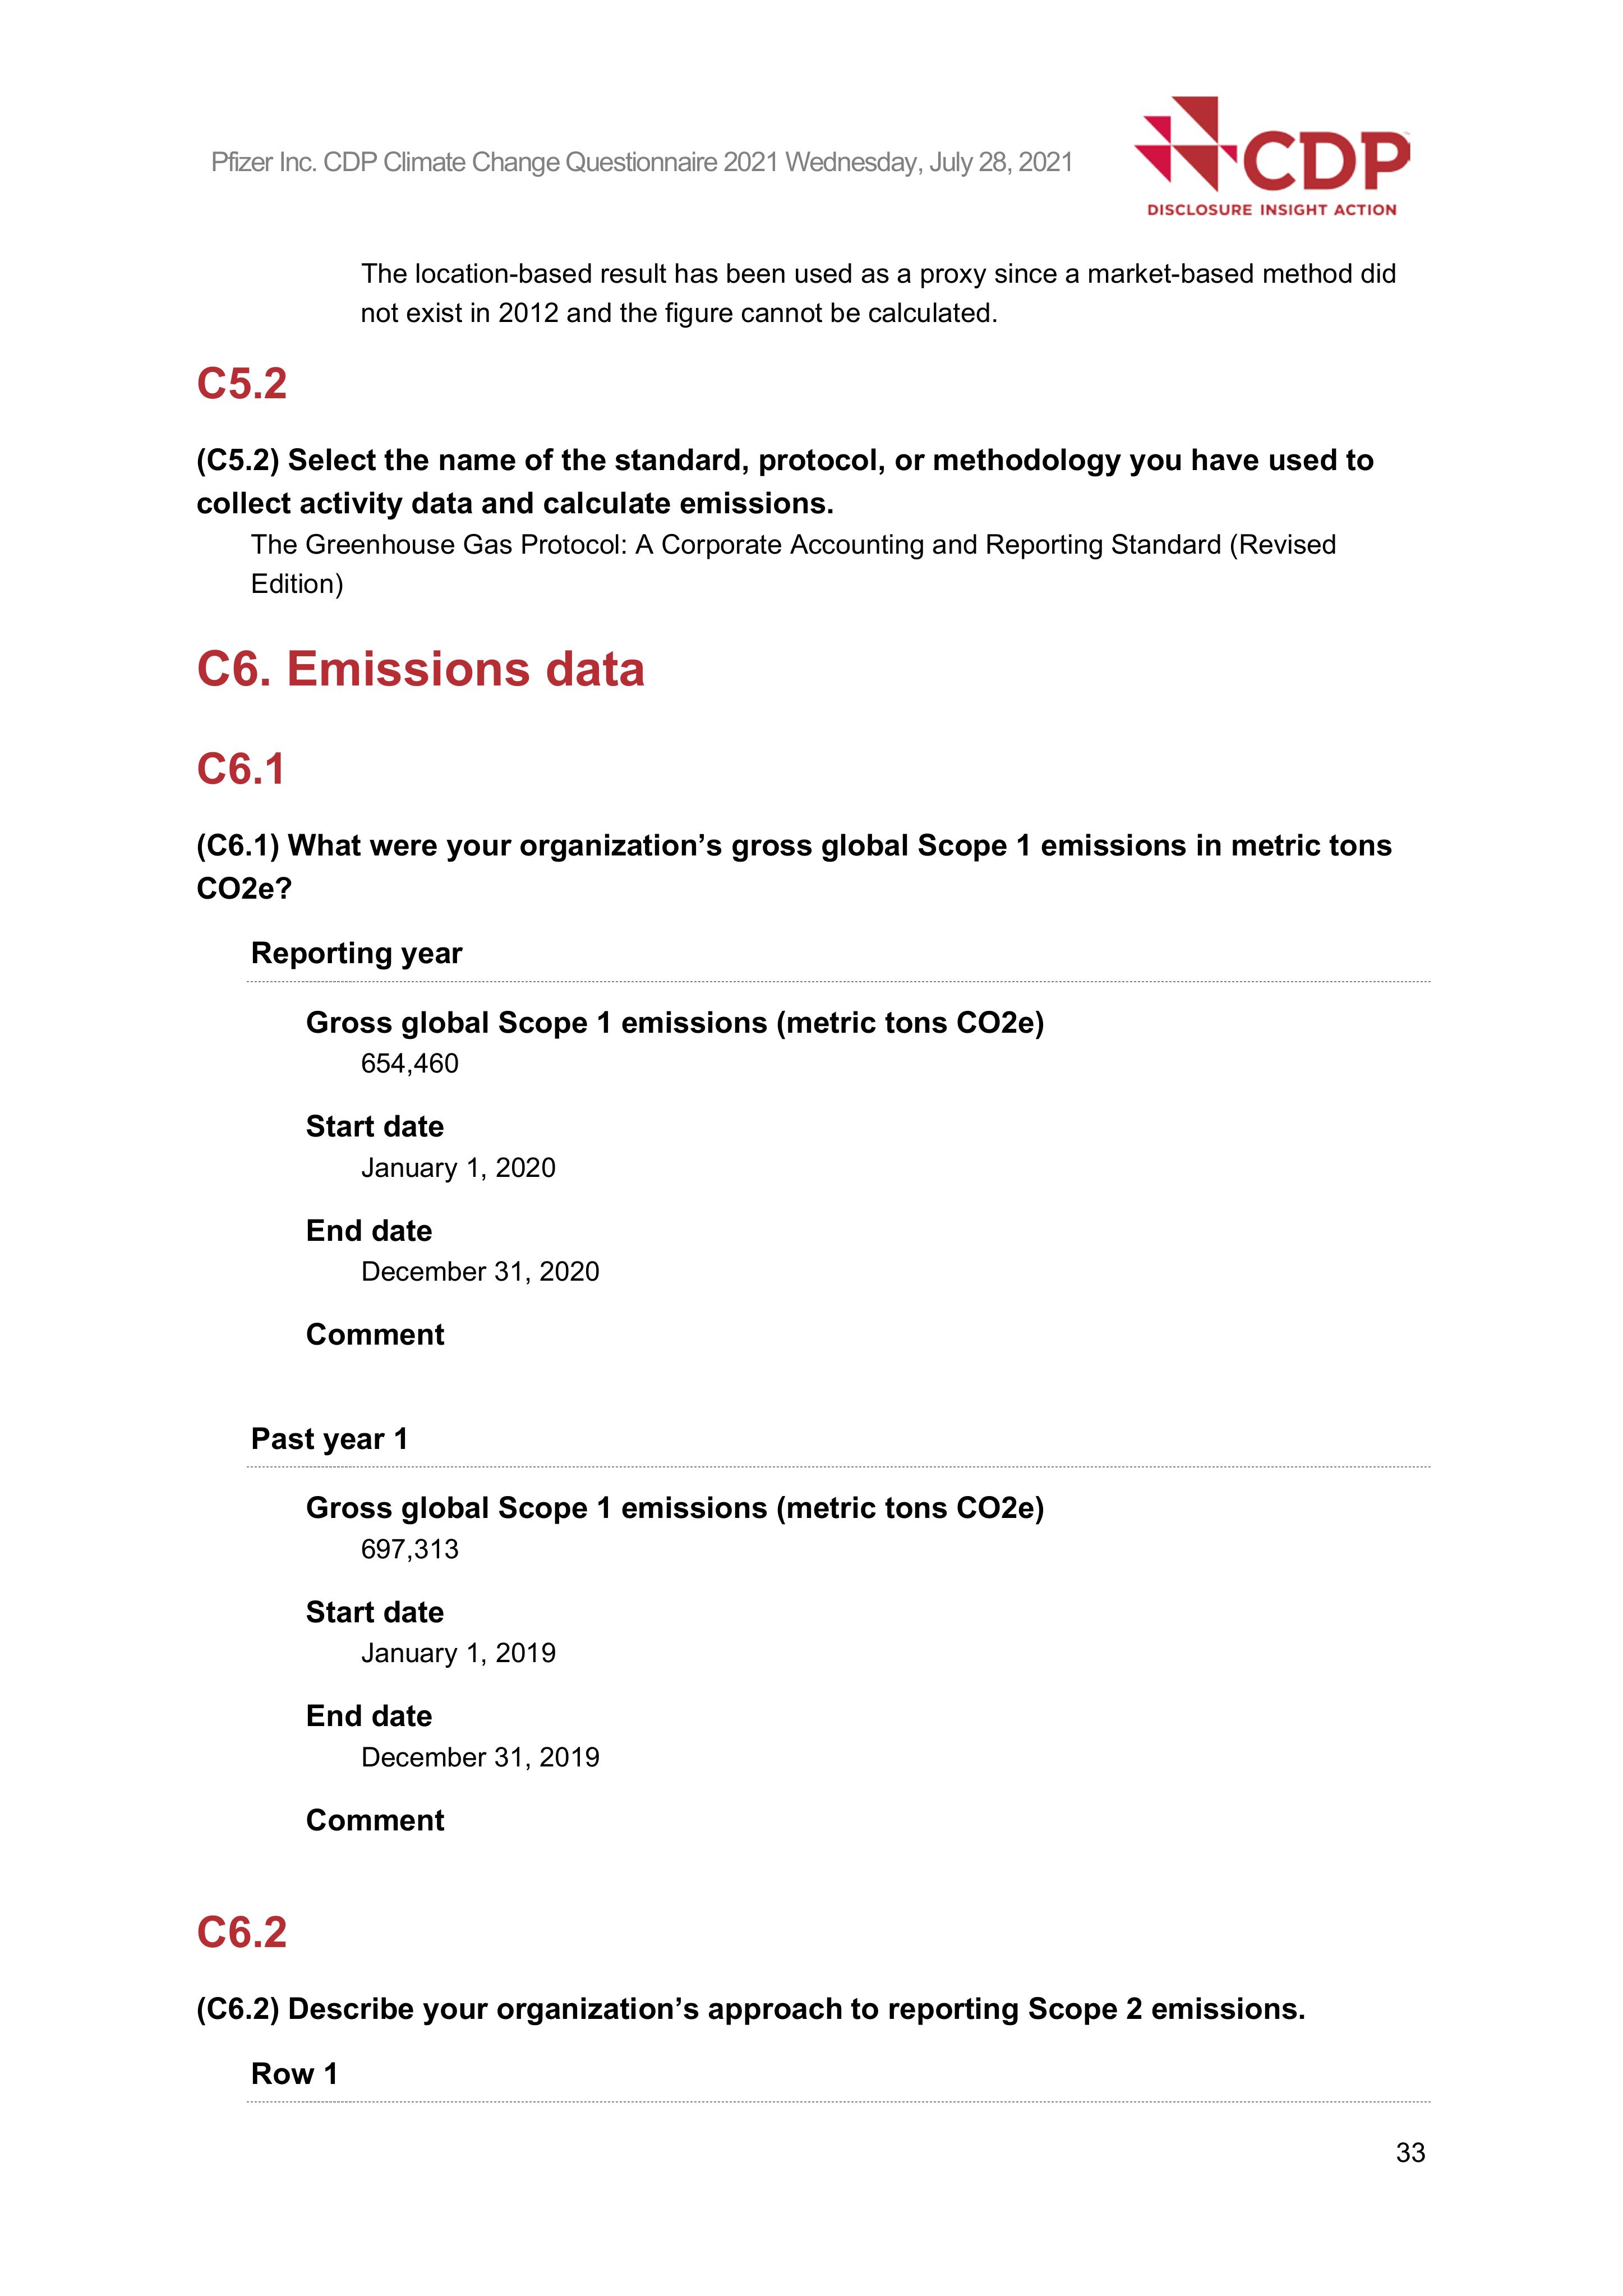 Pfizer Inc. CDP Climate Change Questionnaire 2021 Wednesday, July 28, 2021
CDP
DISCLOSURE INSIGHT ACTION
The location-based result has been used as a proxy since a market-based method did
not exist in 2012 and the figure cannot be calculated.
C5.2
(C5.2) Select the name of the standard, protocol, or methodology you have used to
collect activity data and calculate emissions.
The Greenhouse Gas Protocol: A Corporate Accounting and Reporting Standard (Revised
Edition)
C6. Emissions data
C6.1
(C6.1) What were your organization’s gross global Scope 1 emissions in metric tons
CO2e?
Reporting year
Gross global Scope 1 emissions (metric tons CO2e)
654,460
Start date
January 1, 2020
End date
December 31, 2020
Comment
Past year 1
Gross global Scope 1 emissions (metric tons CO2e)
697,313
Start date
January 1, 2019
End date
December 31, 2019
Comment
C6.2
(C6.2) Describe your organization’s approach to reporting Scope 2 emissions.
Row 1
33